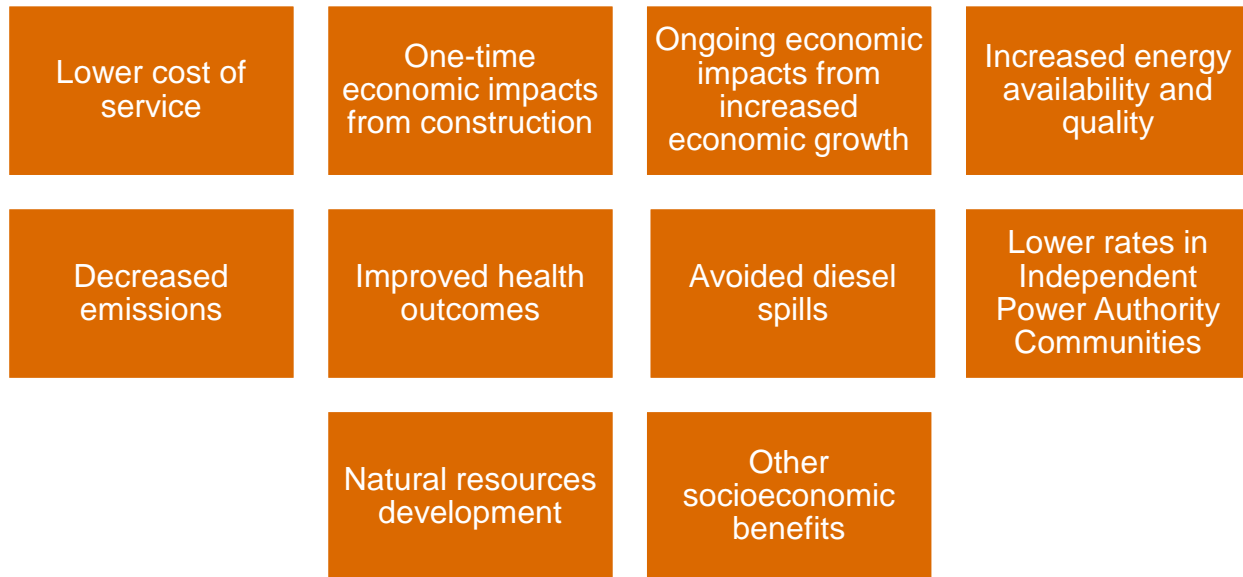 Lower cost of
service
One-time
economic impacts
from construction
Ongoing economic
impacts from
increased
economic growth
Increased energy
availability and
quality
Decreased
emissions
Improved health
outcomes
Avoided diesel
spills
Lower rates in
Independent
Power Authority
Communities
Natural resources
development
Other
socioeconomic
benefits